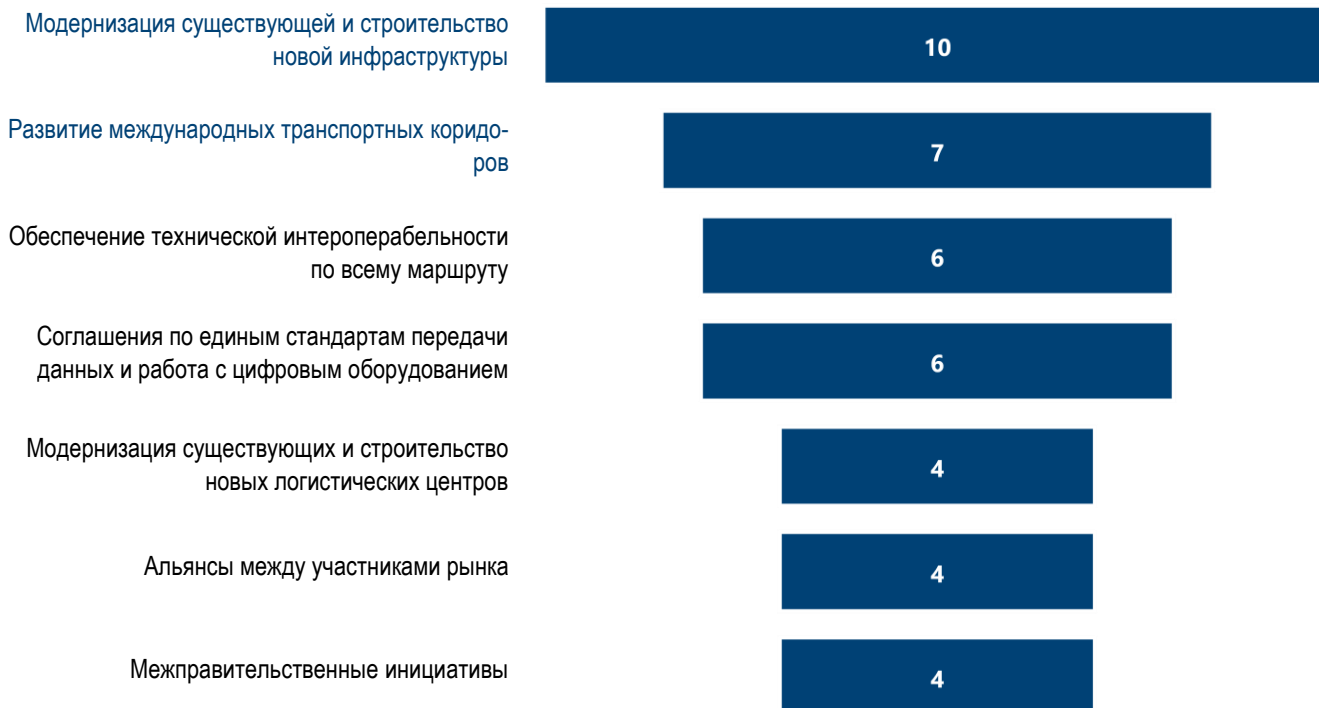 Модернизация существующей и строительство
новой инфраструктуры
10
Развитие международных транспортных коридо-
ров
7
Обеспечение технической интероперабельности
по всему маршруту
6
Соглашения по единым стандартам передачи
данных и работа с цифровым оборудованием
6
Модернизация существующих и строительство
новых логистических центров
4
Альянсы между участниками рынка
4
Межправительственные инициативы
4